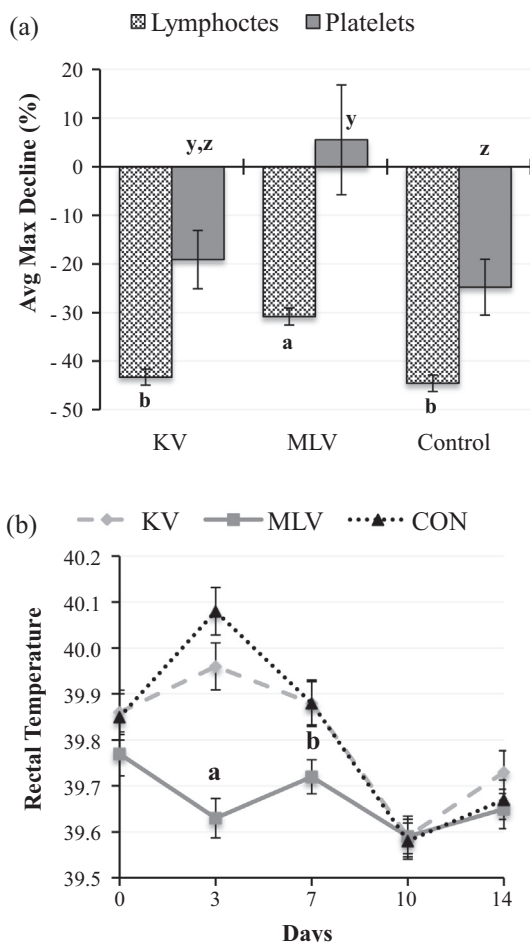 (a)
Lymphoctes Platelets
Avg Max Decline (%)
20
10
0
- 10
- 20
- 30
- 40
- 50
y,z
y
z
b
a
b
KV MLV Control
(b)
KV MLV CON
Rectal Temperature
40.2
40.1
40.0
39.9
39.8
39.7
39.6
39.5
a
b
0 3 7 10 14
Days